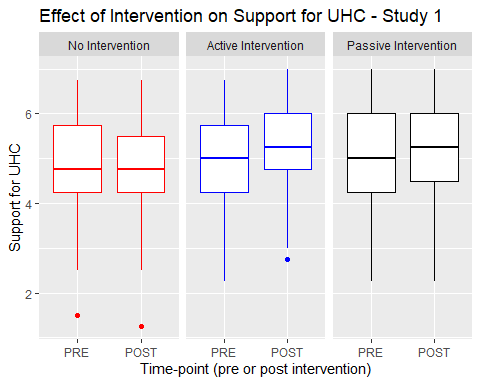 Effect of Intervention on Support for UHC - Study 1
No Intervention
Active Intervention
Passive Intervention
Support for UHC
6
4
2
PRE
POST
PRE
POST
PRE
POST
Time-point (pre or post intervention)